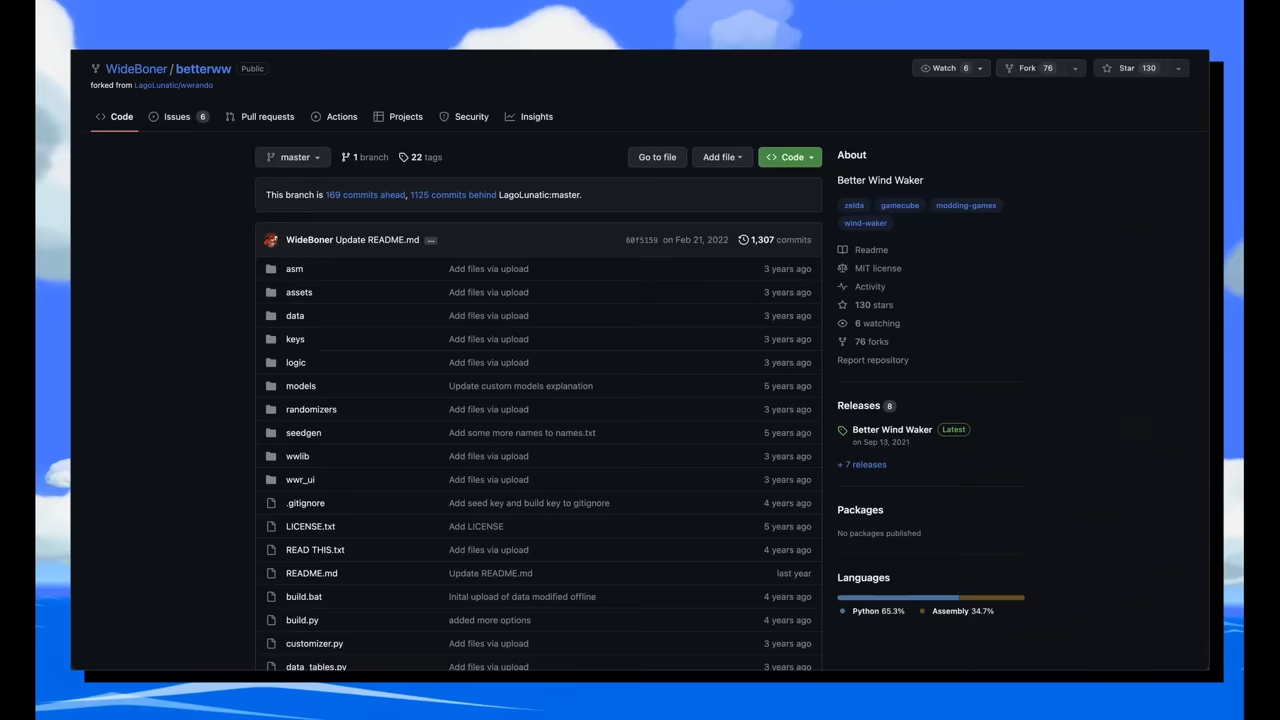 WideBoner / betterww Public
Watch 6
Fork 76
Star 130
forked from LagoLunatic/wwrando
Code
Issues 6
Pull requests
Actions
Projects
Security
Insights
master
1 branch
22 tags
Go to file
Add file
Code
This branch is 169 commits ahead, 1125 commits behind LagoLunatic:master.
WideBoner Update README.md ... 60f5159 on Feb 21, 2022 1,307 commits
asm Add files via upload 3 years ago
assets Add files via upload 3 years ago
data Add files via upload 3 years ago
keys Add files via upload 3 years ago
logic Add files via upload 3 years ago
models Update custom models explanation 5 years ago
randomizers Add files via upload 3 years ago
seedgen Add some more names to names.txt 5 years ago
wwlib Add files via upload 3 years ago
wwr_ui Add files via upload 3 years ago
.gitignore Add seed key and build key to gitignore 4 years ago
LICENSE.txt Add LICENSE 5 years ago
READ THIS.txt Add files via upload 4 years ago
README.md Update README.md last year
build.bat Inital upload of data modified offline 4 years ago
build.py added more options 4 years ago
customizer.py Add files via upload 3 years ago
data_tables.py Add files via upload 3 years ago
About
Better Wind Waker
zelda gamecube modding-games
wind-waker
Readme
MIT license
Activity
130 stars
6 watching
76 forks
Report repository
Releases 8
Better Wind Waker Latest
on Sep 13, 2021
+ 7 releases
Packages
No packages published
Languages
Python 65.3% Assembly 34.7%